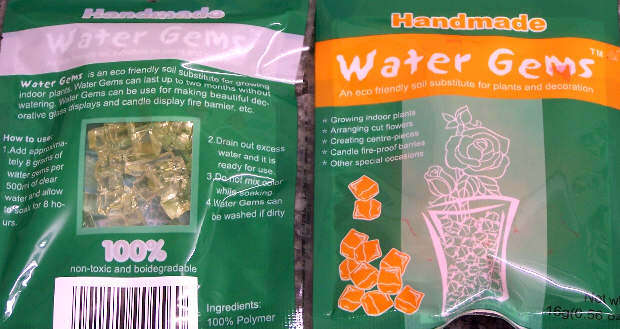 Handmade
Water Gems
Water Gems is an eco friendly soil substitute for growing
indoor plants. Water Gems can last up to two months without
watering. Water Gems can be use for making beautiful dec-
orative glass displays and candle display fire barrier, etc.
How to use:
1.Add approxima-
tely 8 grams of
water gems per
500ml of clear
water and allow
to soak for 8 ho-
urs.
2.Drain out excess
water and it is
ready for use.
3.Do not mix color
while soaking
4.Water Gems can
be washed if dirty
100%
non-toxic and boidegradable
Ingredients:
100% Polymer
Handmade
Water Gems™
An eco friendly soil substitute for plants and decoration
* Growing indoor plants
* Arranging cut flowers
* Creating centre-pieces
* Candle fire-proof barries
* Other special occasions
Net w
16g/0.56